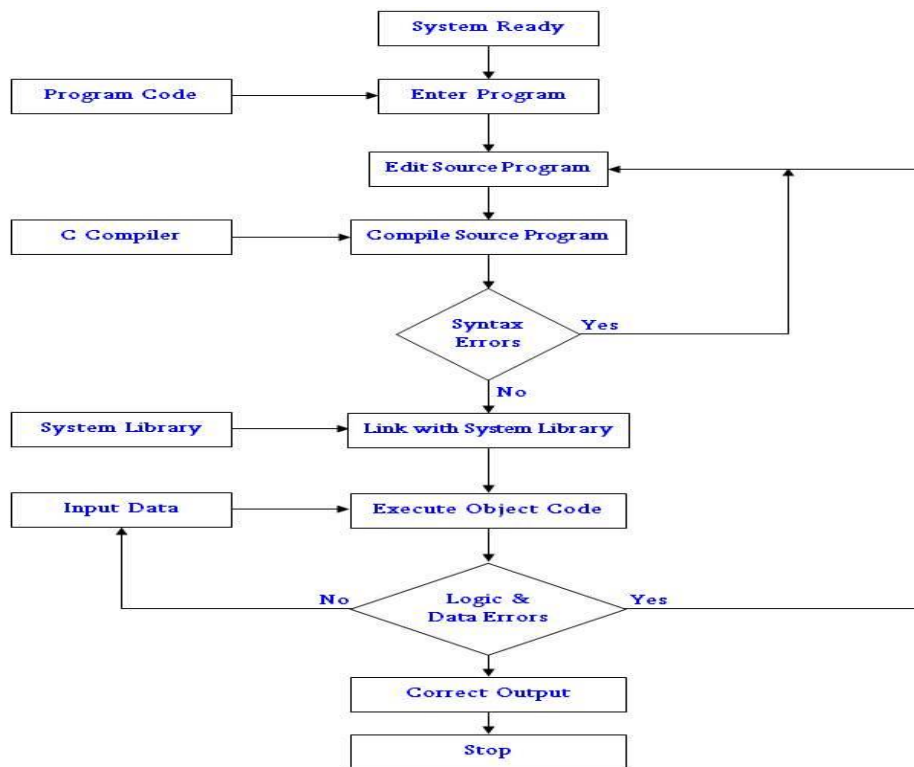 System Ready
Program Code
Enter Program
Edit Source Program
C Compiler
Compile Source Program
Syntax
Errors
Yes
No
System Library
Link with System Library
Input Data
Execute Object Code
No
Logic &
Data Errors
Yes
Correct Output
Stop